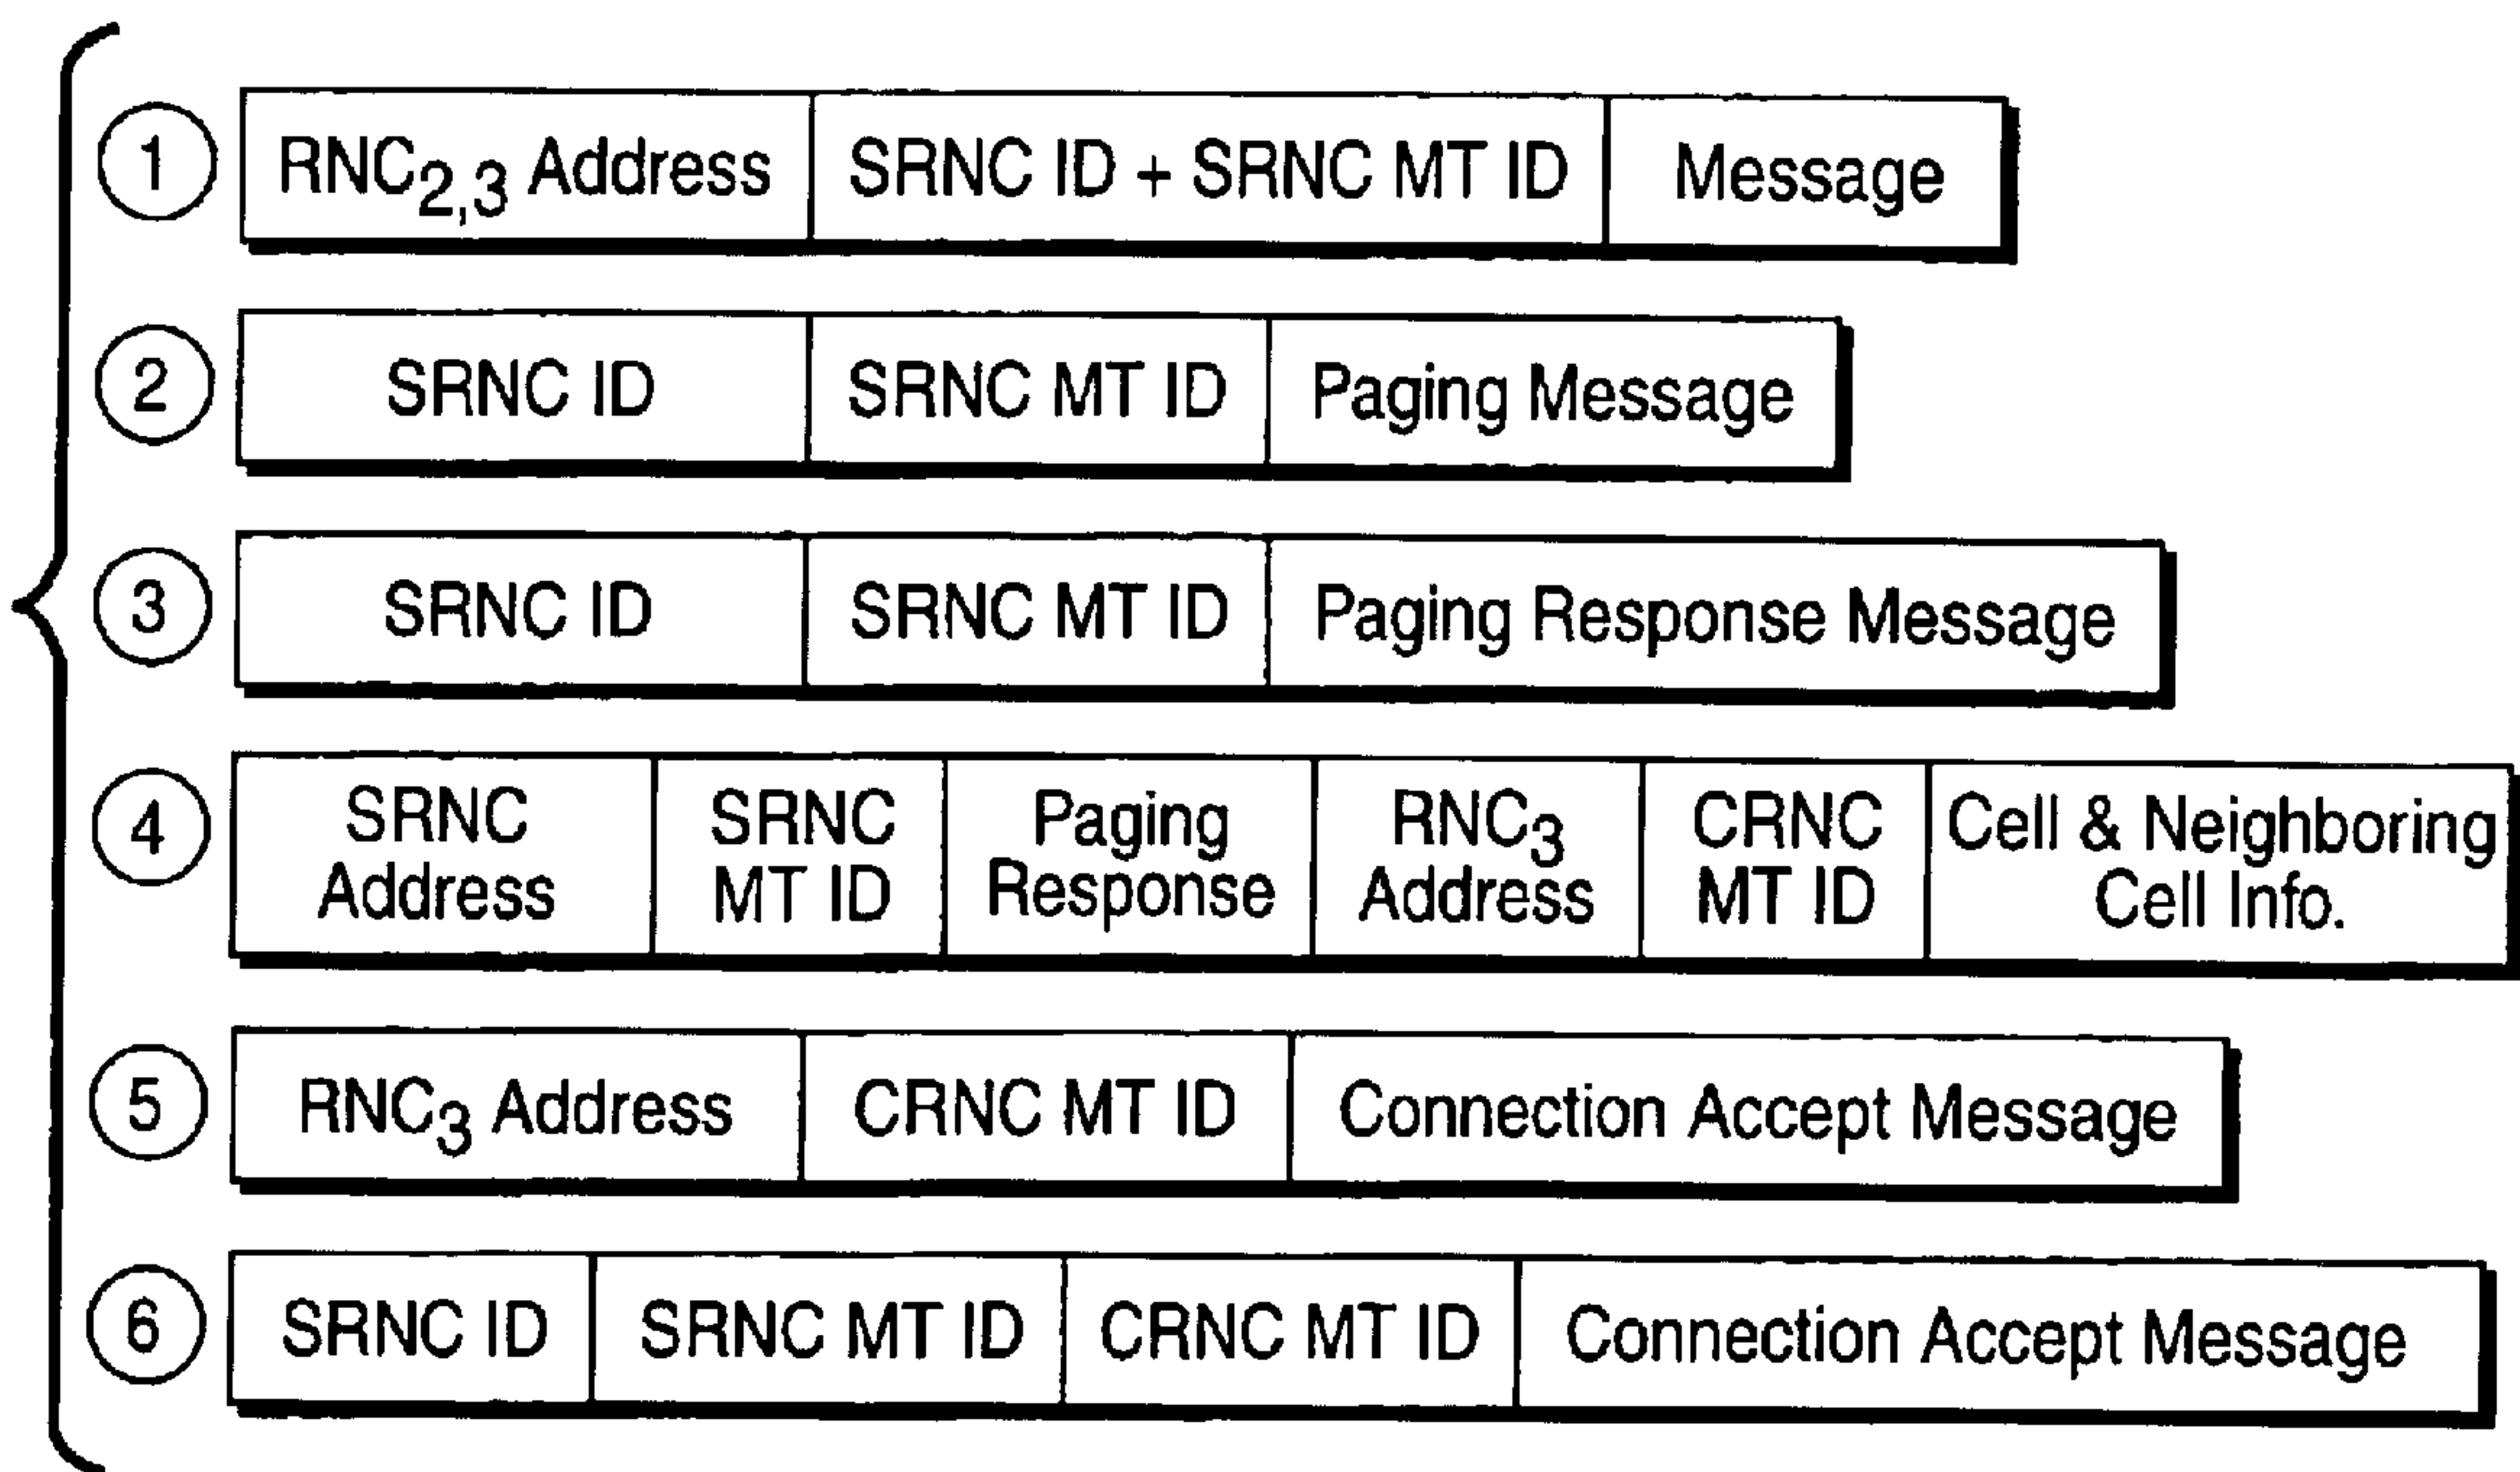 1 RNC2,3 Address SRNC ID + SRNC MT ID Message
2 SRNC ID SRNC MT ID Paging Message
3 SRNC ID SRNC MT ID Paging Response Message
4 SRNC Address SRNC MT ID Paging Response RNC3 Address CRNC MT ID Cell & Neighboring Cell Info.
5 RNC3 Address CRNC MT ID Connection Accept Message
6 SRNC ID SRNC MT ID CRNC MT ID Connection Accept Message